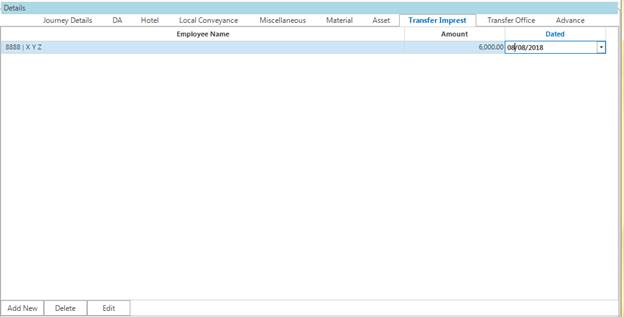 Details
Journey Details DA Hotel Local Conveyance Miscellaneous Material Asset Transfer Imprest Transfer Office Advance
Employee Name Amount Dated
8888 | X Y Z 6,000.00 08/08/2018
Add New Delete Edit